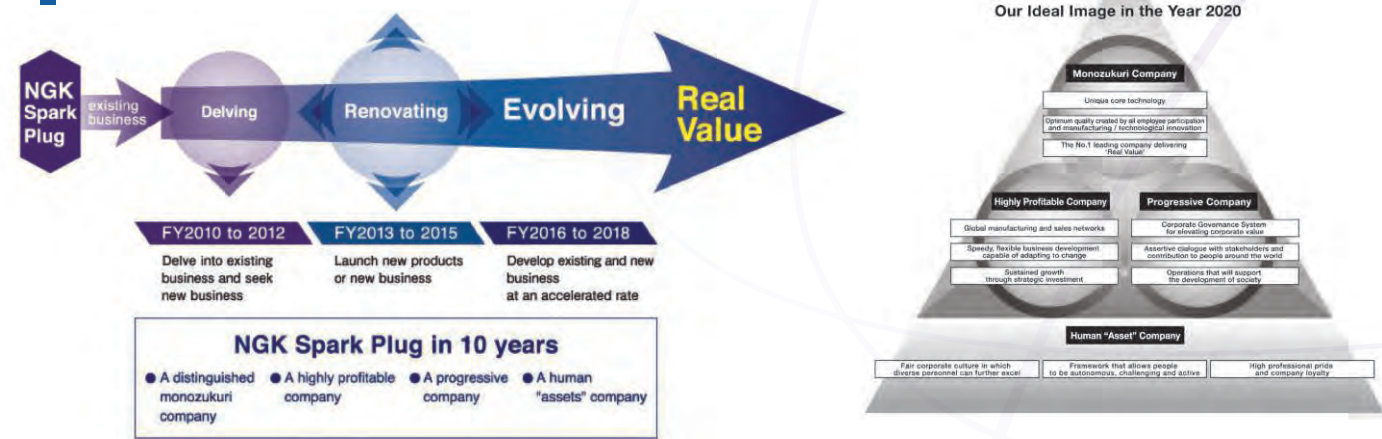 NGK
Spark
Plug
existing
business
Delving
Renovating
Evolving
Real
Value
FY2010 to 2012
Delve into existing
business and seek
new business
FY2013 to 2015
Launch new products
or new business
FY2016 to 2018
Develop existing and new
business
at an accelerated rate
NGK Spark Plug in 10 years
● A distinguished
monozukuri
company
● A highly profitable
company
● A progressive
company
● A human
"assets" company
Our Ideal Image in the Year 2020
Monozukuri Company
Unique core technology
Optimum quality created by all employee participation
and manufacturing / technological innovation
The No.1 leading company delivering
'Real Value'
Highly Profitable Company
Global manufacturing and sales networks
Speedy, flexible business development
capable of adapting to change
Sustained growth
through strategic investment
Progressive Company
Corporate Governance System
for elevating corporate value
Assertive dialogue with stakeholders and
contribution to people around the world
Operations that will support
the development of society
Human "Asset" Company
Fair corporate culture in which
diverse personnel can further excel
Framework that allows people
to be autonomous, challenging and active
High professional pride
and company loyalty